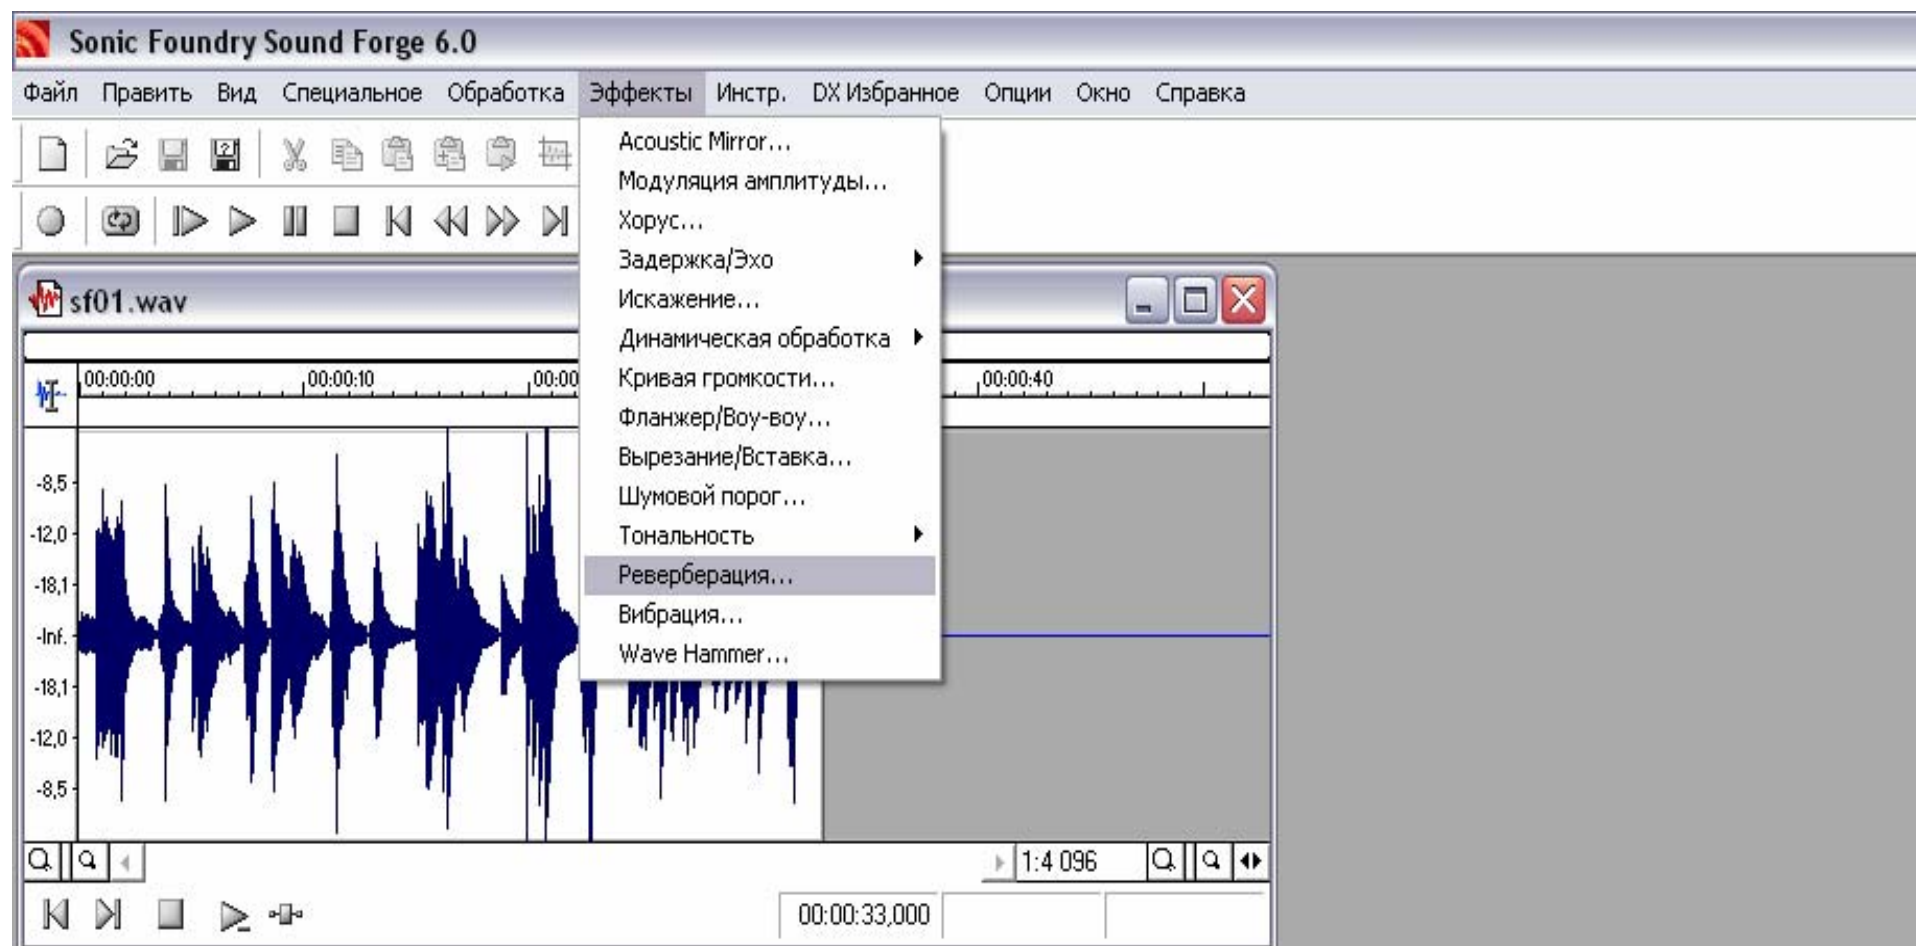 Sonic Foundry Sound Forge 6.0
Файл Править Вид Специальное Обработка Эффекты Инстр. DX Избранное Опции Окно Справка
Acoustic Mirror...
Модуляция амплитуды...
Хорус...
Задержка/Эхо
Искажение...
Динамическая обработка
Кривая громкости...
Фланжер/Воу-воу...
Вырезание/Вставка...
Шумовой порог...
Тональность
Реверберация...
Вибрация...
Wave Hammer...
sf01.wav
00:00:00 00:00:10 00:00 00:00:40
-8,5
-12,0
-18,1
-Inf.
-18,1
-12,0
-8,5
1:4 096
00:00:33,000